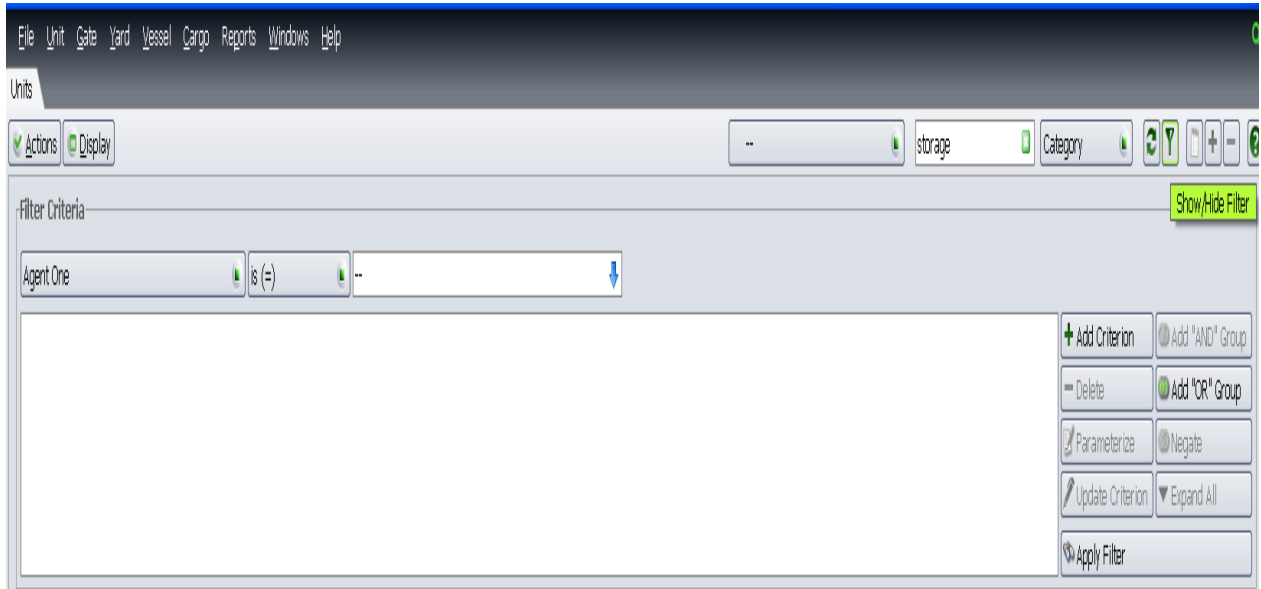 File Unit Gate Yard Vessel Cargo Reports Windows Help
Units
Actions Display -- storage Category
Show/Hide Filter
Filter Criteria
Agent One is (=) --
+ Add Criterion Add "AND" Group
- Delete Add "OR" Group
Parameterize Negate
Update Criterion Expand All
Apply Filter